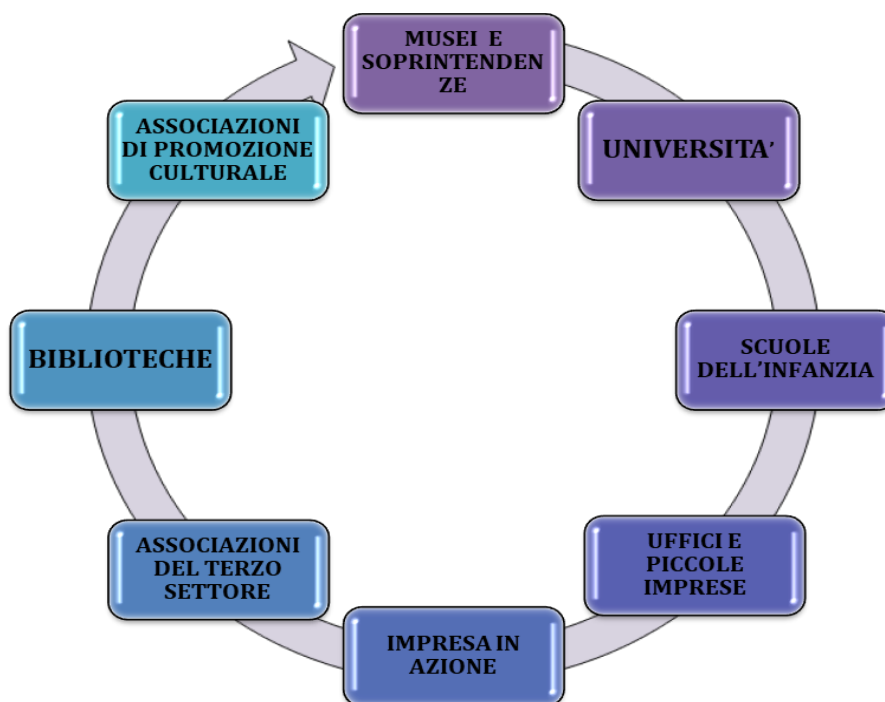 MUSEI E
SOPRINTENDEN
ZE
UNIVERSITA’
SCUOLE
DELL’INFANZIA
UFFICI E
PICCOLE
IMPRESE
IMPRESA IN
AZIONE
ASSOCIAZIONI
DEL TERZO
SETTORE
BIBLIOTECHE
ASSOCIAZIONI
DI PROMOZIONE
CULTURALE